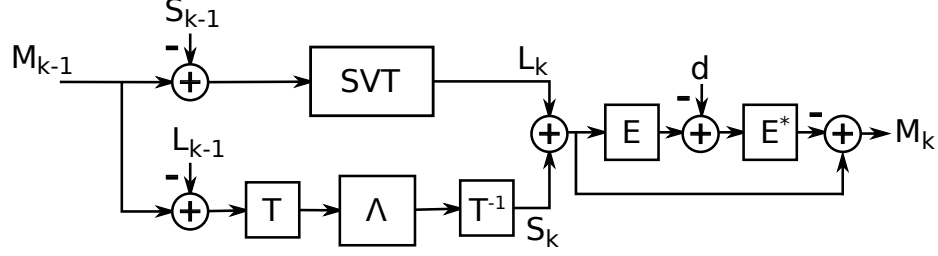 S_{k-1}
-
M_{k-1}
+
SVT
L_k
d
-
L_{k-1}
-
+
T
Λ
T^{-1}
S_k
+
E
+
E^*
-
+
M_k